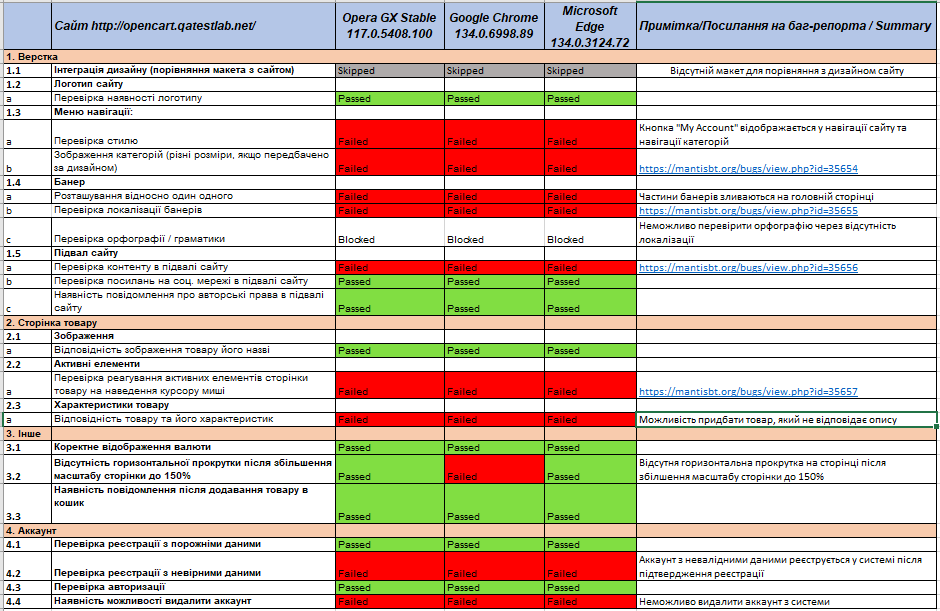 Сайт http://opencart.qatestlab.net/ Opera GX Stable 117.0.5408.100 Google Chrome 134.0.6998.89 Microsoft Edge 134.0.3124.72 Примітка/Посилання на баг-репорта / Summary
1. Верстка
1.1 Інтеграція дизайну (порівняння макета з сайтом) Skipped Skipped Skipped Відсутній макет для порівняння з дизайном сайту
1.2 Логотип сайту
a Перевірка наявності логотипу Passed Passed Passed
1.3 Меню навігації:
a Перевірка стилю Failed Failed Failed Кнопка "My Account" відображається у навігації сайту та навігації категорій
b Зображення категорій (різні розміри, якщо передбачено за дизайном) Failed Failed Failed https://mantisbt.org/bugs/view.php?id=35654
1.4 Банер
a Розташування відносно один одного Failed Failed Failed Частини банерів зливаються на головній сторінці
b Перевірка локалізації банерів Failed Failed Failed https://mantisbt.org/bugs/view.php?id=35655
c Перевірка орфографії / граматики Blocked Blocked Blocked Неможливо перевірити орфографію через відсутність локалізації
1.5 Підвал сайту
a Перевірка контенту в підвалі сайту Failed Failed Failed https://mantisbt.org/bugs/view.php?id=35656
b Перевірка посилань на соц. мережі в підвалі сайту Passed Passed Passed
c Наявність повідомлення про авторські права в підвалі сайту Passed Passed Passed
2. Сторінка товару
2.1 Зображення
a Відповідність зображення товару його назві Passed Passed Passed
2.2 Активні елементи
a Перевірка реагування активних елементів сторінки товару на наведення курсору миші Failed Failed Failed https://mantisbt.org/bugs/view.php?id=35657
2.3 Характеристики товару
a Відповідність товару та його характеристик Failed Failed Failed Можливість придбати товар, який не відповідає опису
3. Інше
3.1 Коректне відображення валюти Passed Passed Passed
3.2 Відсутність горизонтальної прокрутки після збільшення масштабу сторінки до 150% Passed Failed Passed Відсутня горизонтальна прокрутка на сторінці після збілшення масштабу сторінки до 150%
3.3 Наявність повідомлення після додавання товару в кошик Passed Passed Passed
4. Аккаунт
4.1 Перевірка реєстрації з порожніми даними Passed Passed Passed
4.2 Перевірка реєстрації з невірними даними Failed Failed Failed Аккаунт з невалідними даними реєструється у системі після підтвердження реєстрації
4.3 Перевірка авторизації Passed Passed Passed
4.4 Наявність можливості видалити аккаунт Failed Failed Failed Неможливо видалити аккаунт з системи